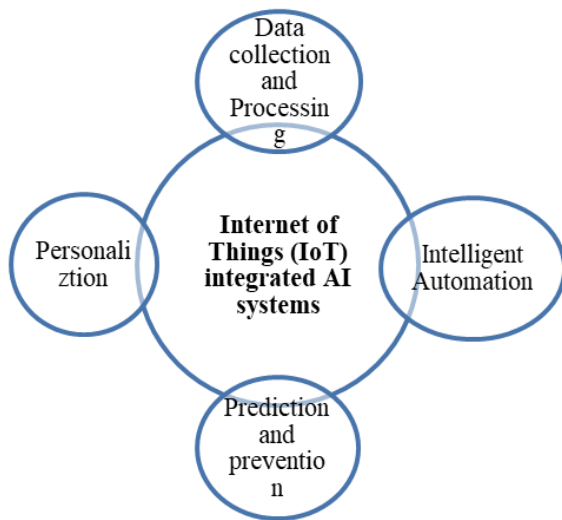 Data
collection
and
Processin
g
Personali
ztion
Internet of
Things (IoT)
integrated AI
systems
Intelligent
Automation
Prediction
and
preventio
n